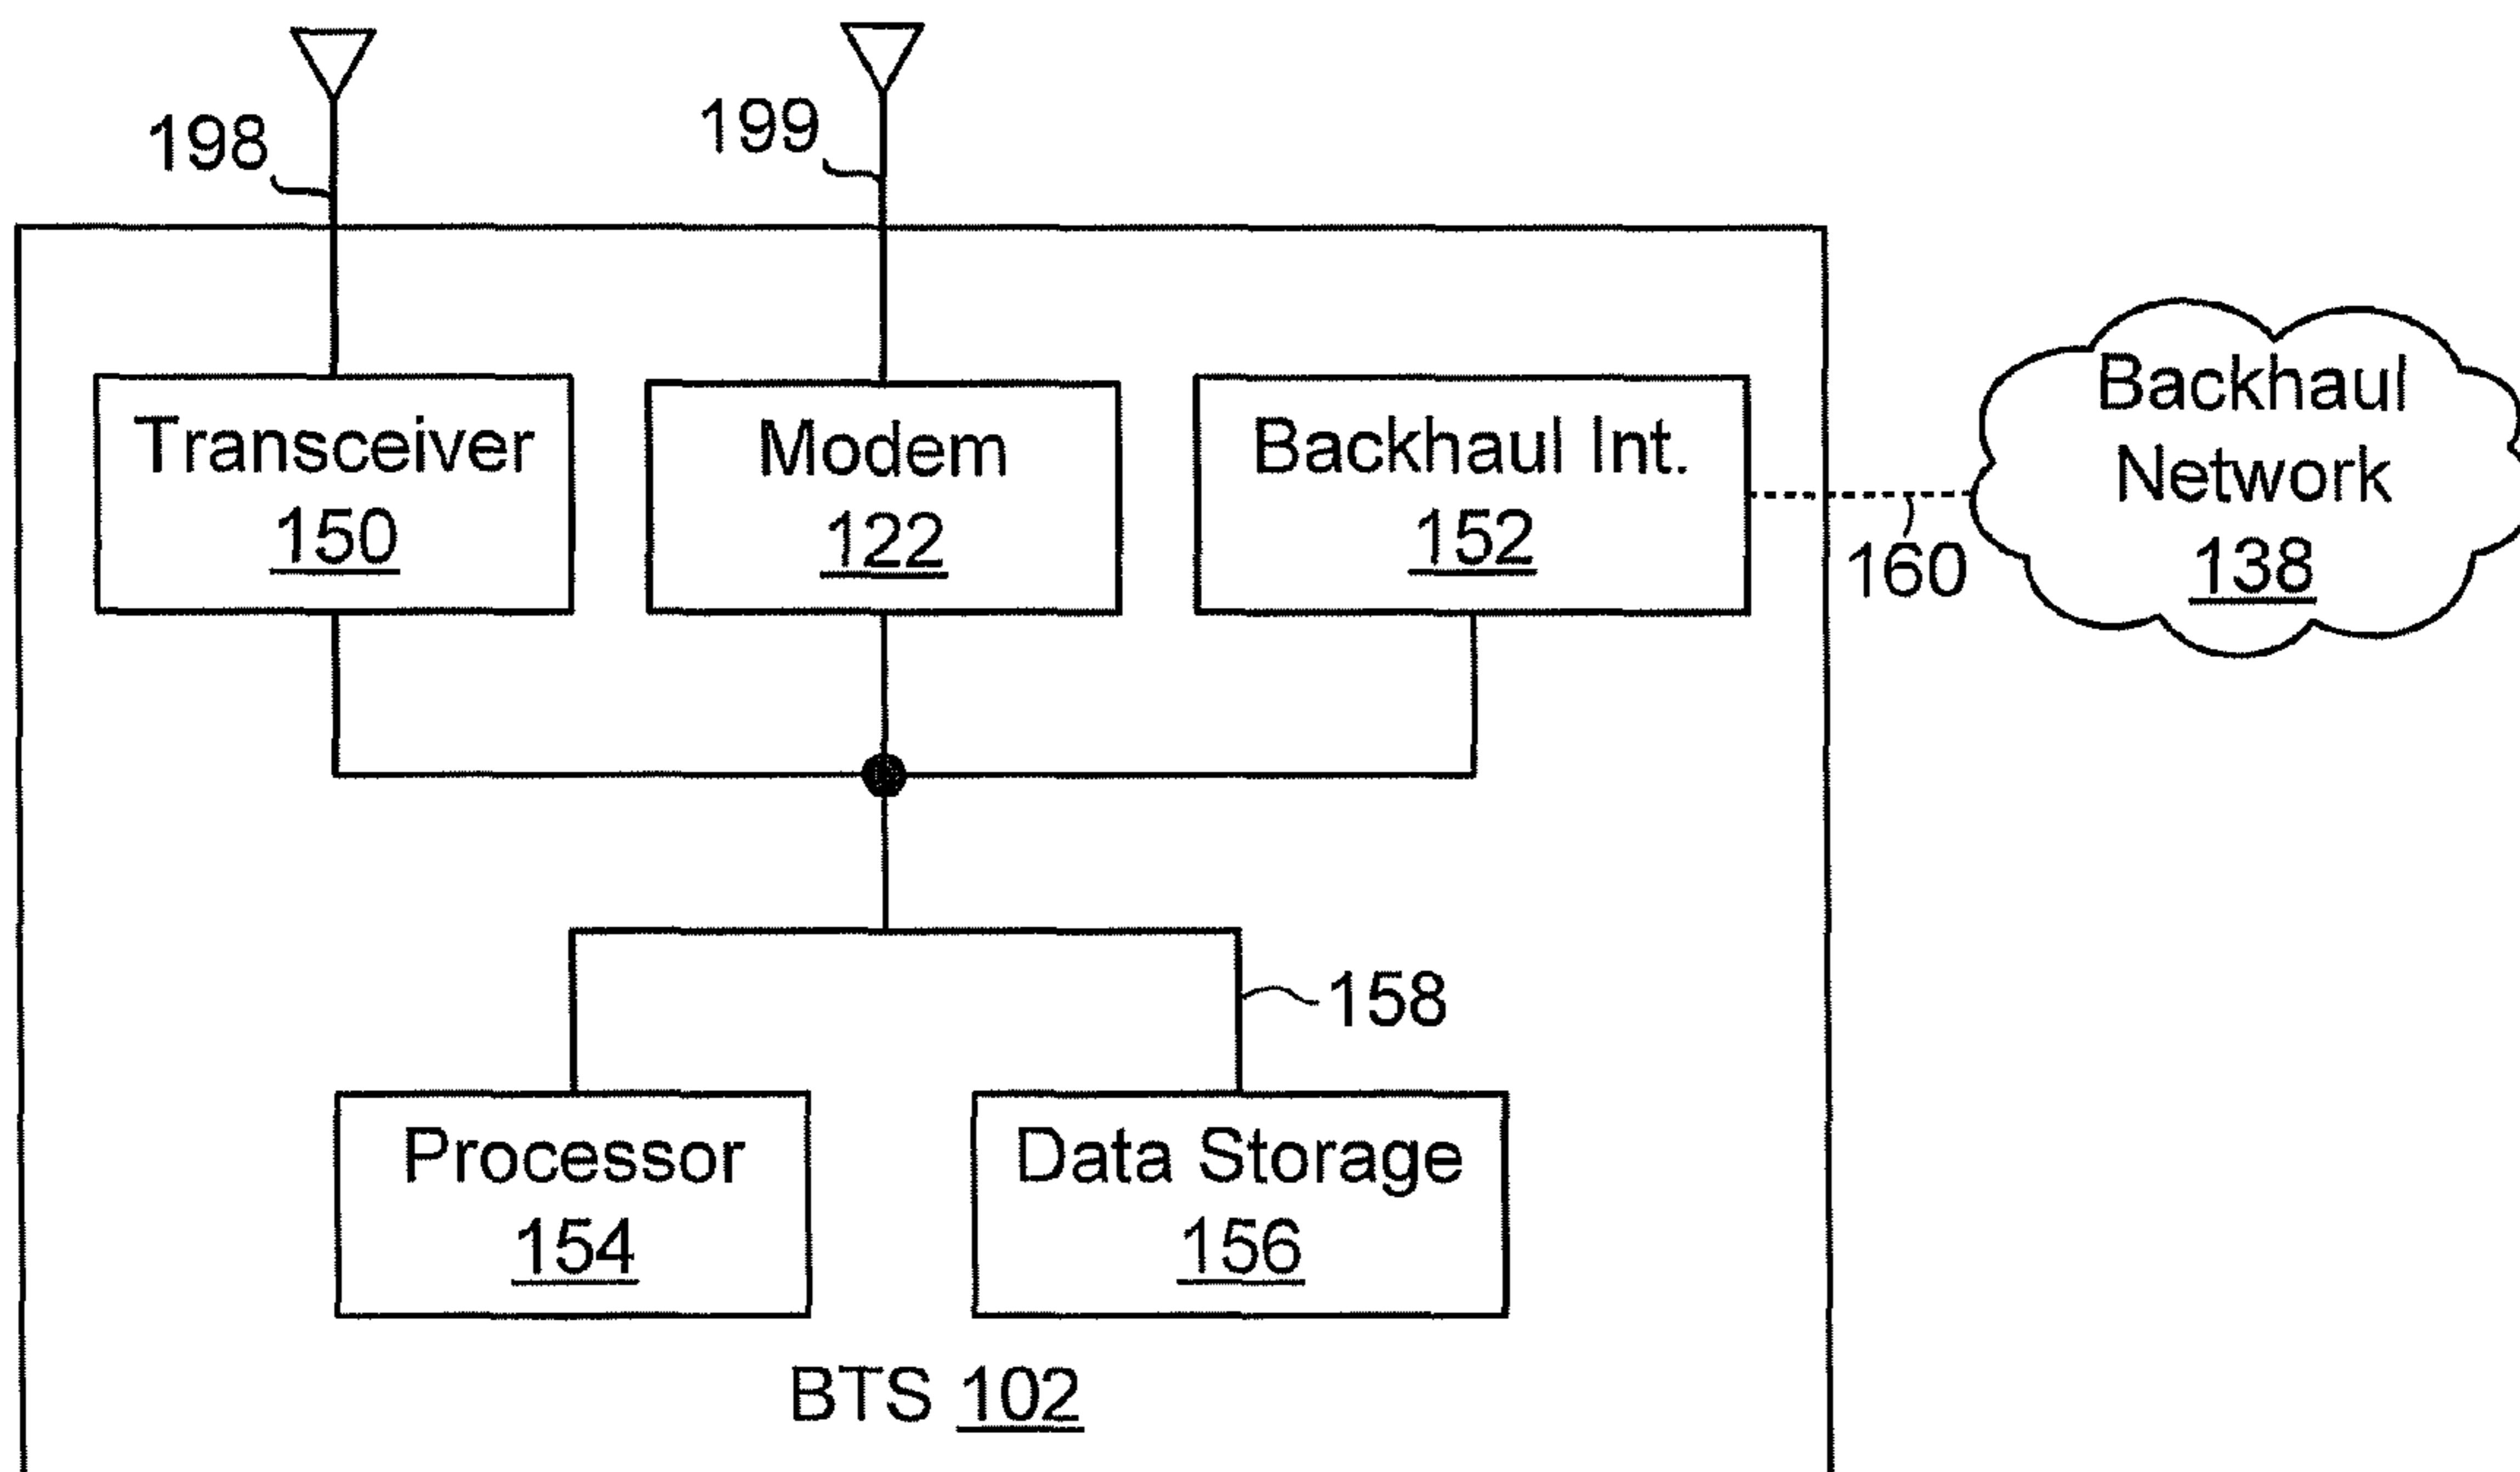 198
199
Transceiver
150
Modem
122
Backhaul Int.
152
160
Backhaul
Network
138
158
Processor
154
Data Storage
156
BTS 102